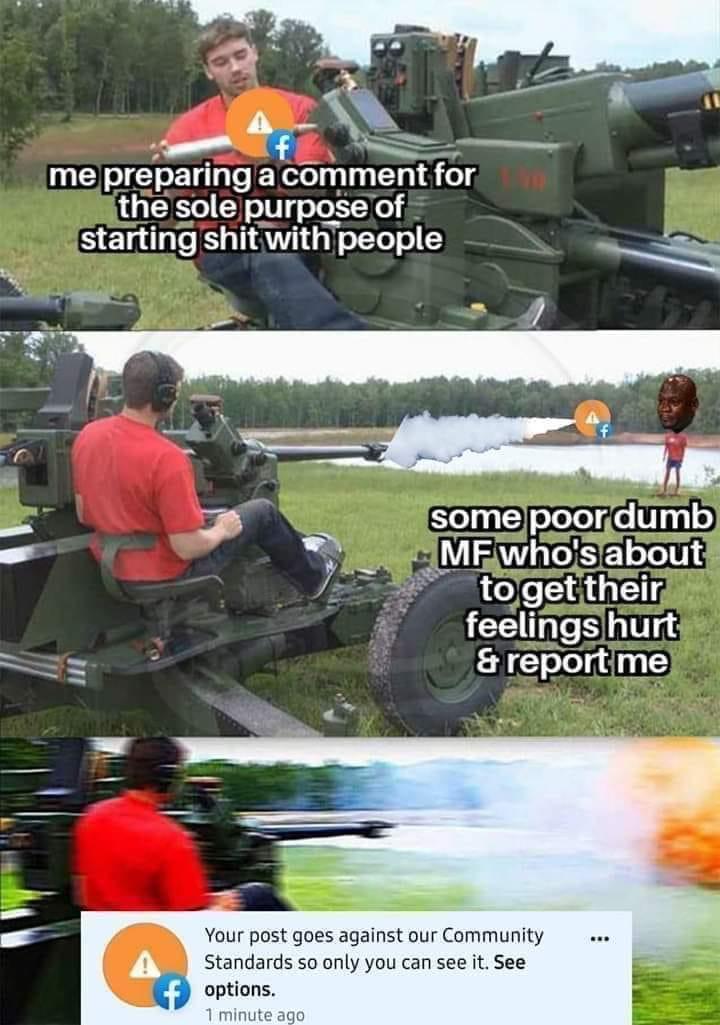 me preparing a comment for
the sole purpose of
starting shit with people
some poor dumb
MF who's about
to get their
feelings hurt
& report me
Your post goes against our Community
Standards so only you can see it. See
options.
1 minute ago